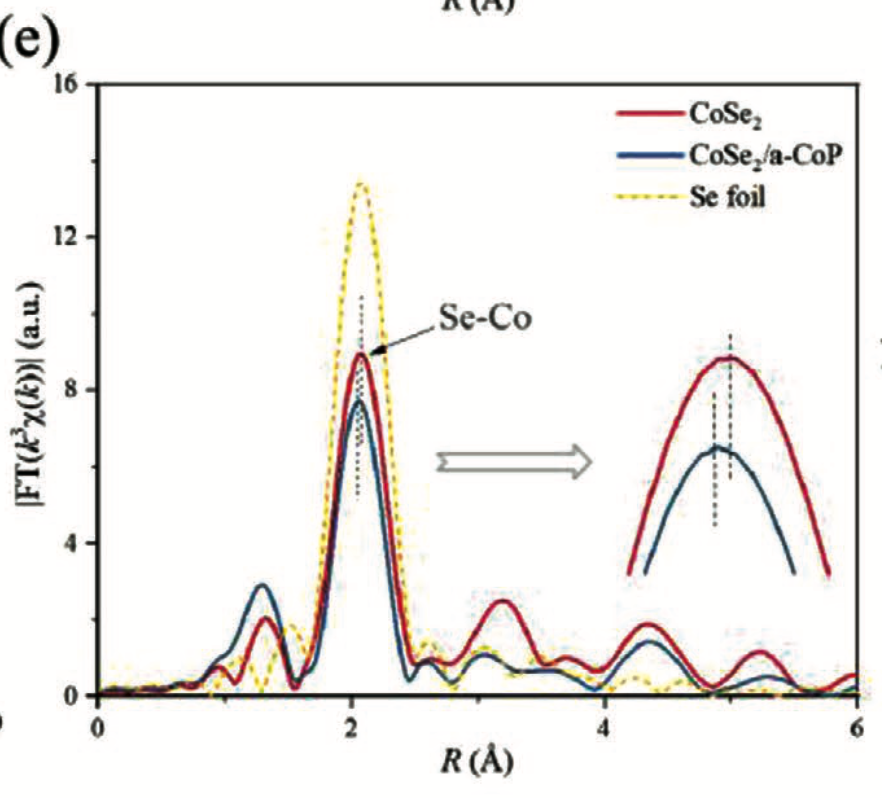 R (Å)
(e)
16
12
8
4
0
CoSe₂
CoSe₂/a-CoP
Se foil
Se-Co
|FT(k³χ(k))| (a.u.)
0 2 4 6
R (Å)